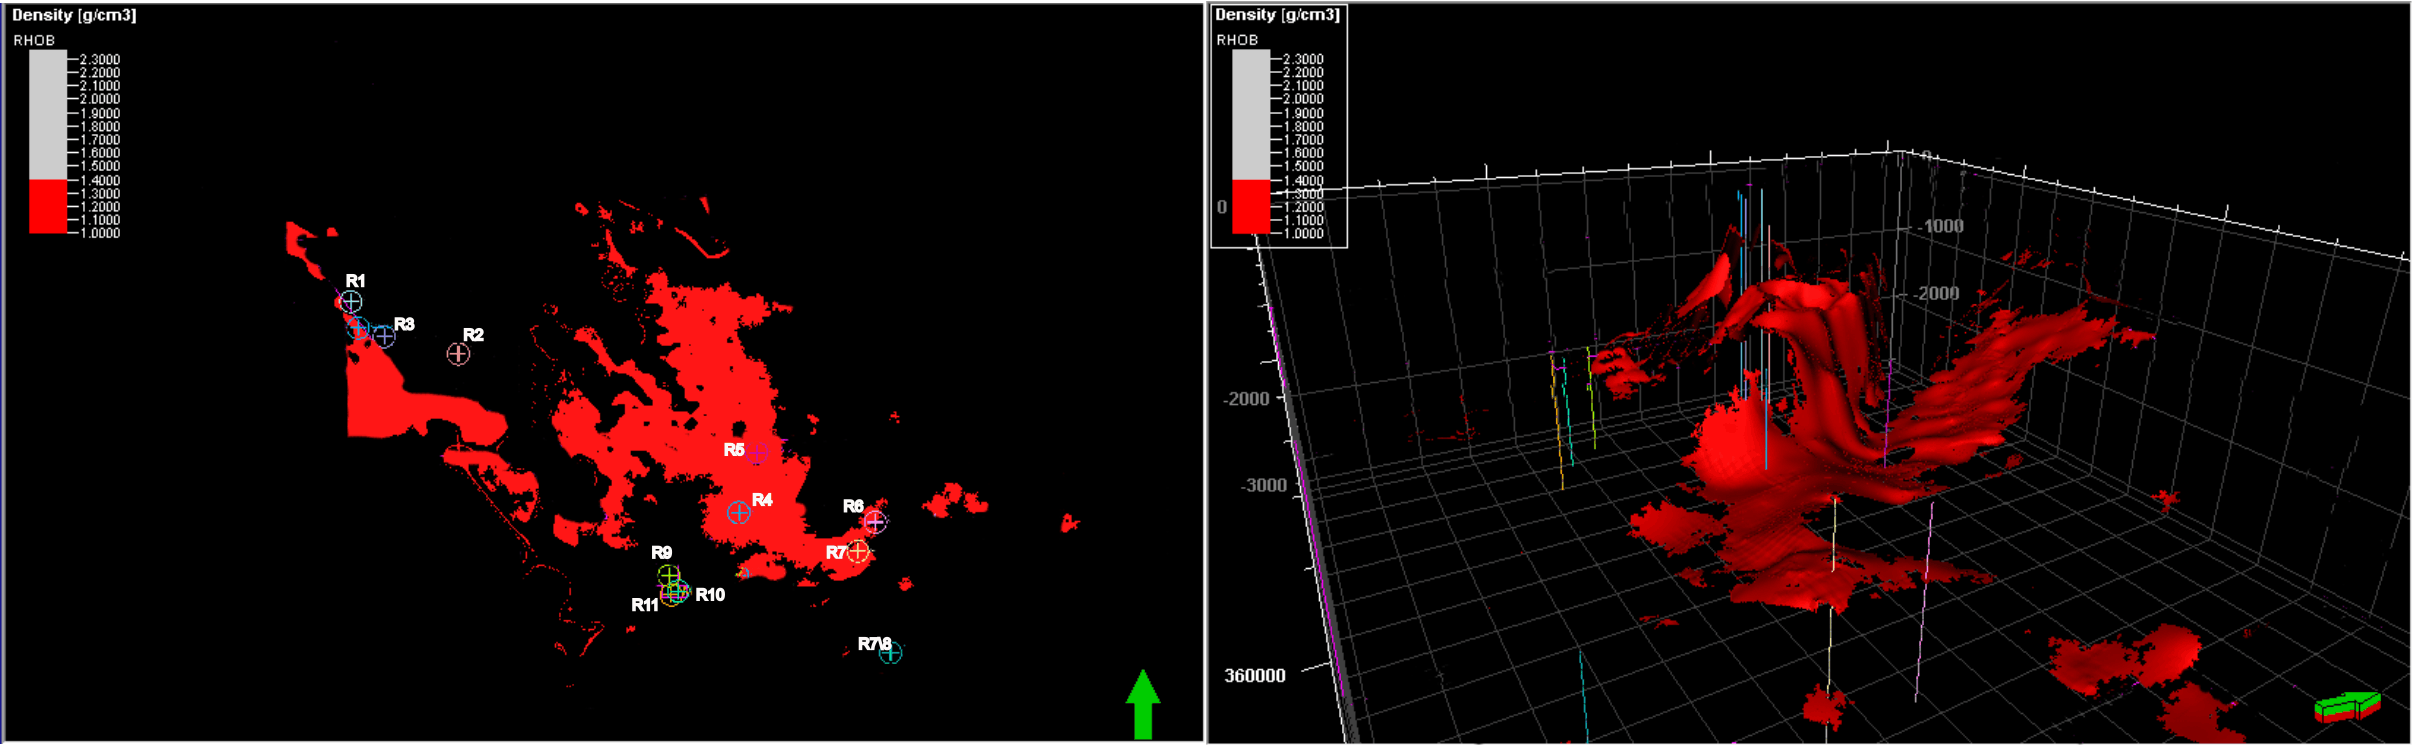 Density [g/cm3]
RHOB
2.3000
2.2000
2.1000
2.0000
1.9000
1.8000
1.7000
1.6000
1.5000
1.4000
1.3000
1.2000
1.1000
1.0000
R1
R3
R2
R5
R4
R6
R7
R9
R10
R11
R7\8
Density [g/cm3]
RHOB
2.3000
2.2000
2.1000
2.0000
1.9000
1.8000
1.7000
1.6000
1.5000
1.4000
1.3000
1.2000
1.1000
1.0000
0
0
-1000
-2000
-2000
-3000
360000